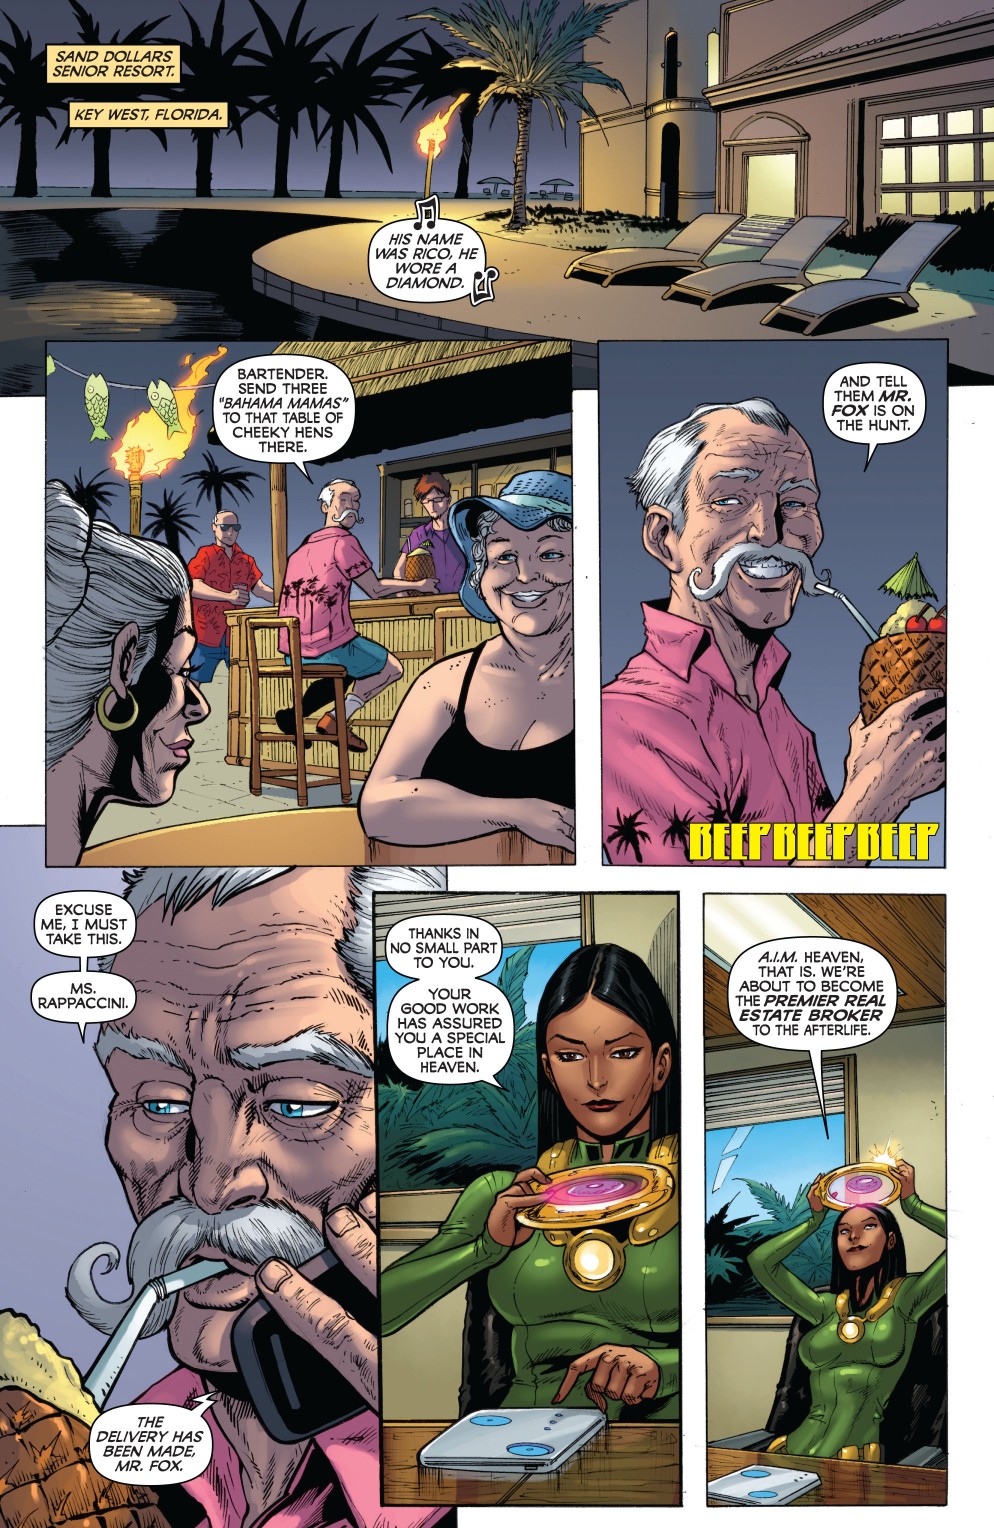 SAND DOLLARS
SENIOR RESORT.
KEY WEST, FLORIDA.
HIS NAME
WAS RICO, HE
WORE A
DIAMOND.
BARTENDER.
SEND THREE
"BAHAMA MAMAS"
TO THAT TABLE OF
CHEEKY HENS
THERE.
AND TELL
THEM MR.
FOX IS ON
THE HUNT.
BEEP BEEP BEEP
EXCUSE
ME, I MUST
TAKE THIS.
MS.
RAPPACCINI.
THE
DELIVERY HAS
BEEN MADE,
MR. FOX.
THANKS IN
NO SMALL PART
TO YOU.
YOUR
GOOD WORK
HAS ASSURED
YOU A SPECIAL
PLACE IN
HEAVEN.
A.I.M. HEAVEN,
THAT IS. WE'RE
ABOUT TO BECOME
THE PREMIER REAL
ESTATE BROKER
TO THE AFTERLIFE.